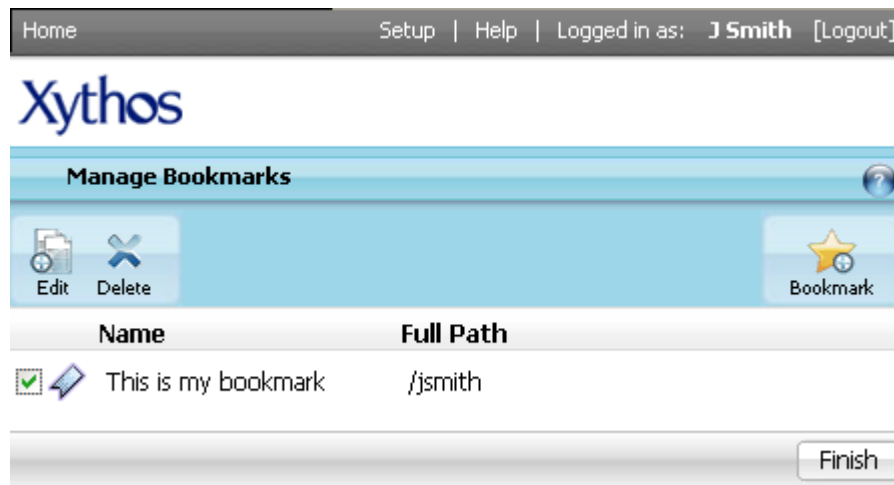 Home Setup | Help | Logged in as: J Smith [Logout]
Xythos
Manage Bookmarks ?
Edit Delete Bookmark
Name Full Path
This is my bookmark /jsmith
Finish